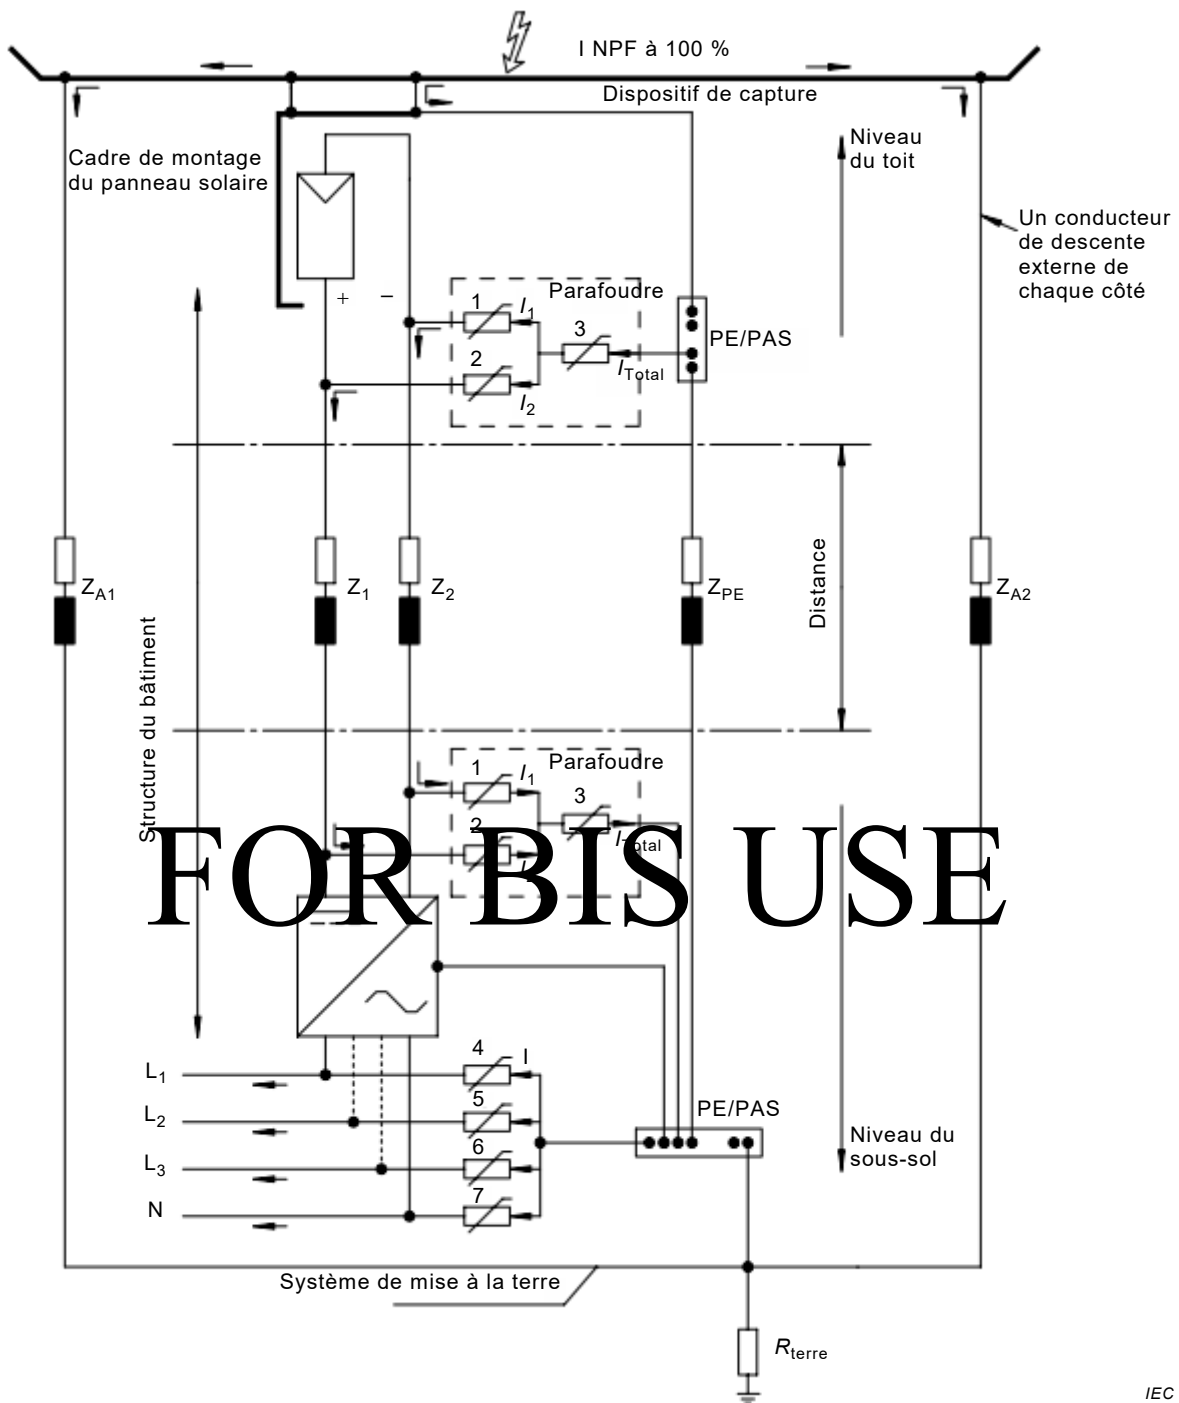 I NPF à 100 %
Dispositif de capture
Cadre de montage
du panneau solaire
Niveau
du toit
Un conducteur
de descente
externe de
chaque côté
+ −
Parafoudre
1
I1
3
PE/PAS
2
ITotal
I2
ZA1
Z1
Z2
ZPE
ZA2
Distance
Structure du bâtiment
Parafoudre
1
I1
3
2
ITotal
FOR BIS USE
4
I
L1
5
PE/PAS
L2
6
Niveau du
sous-sol
L3
7
N
Système de mise à la terre
Rterre
IEC